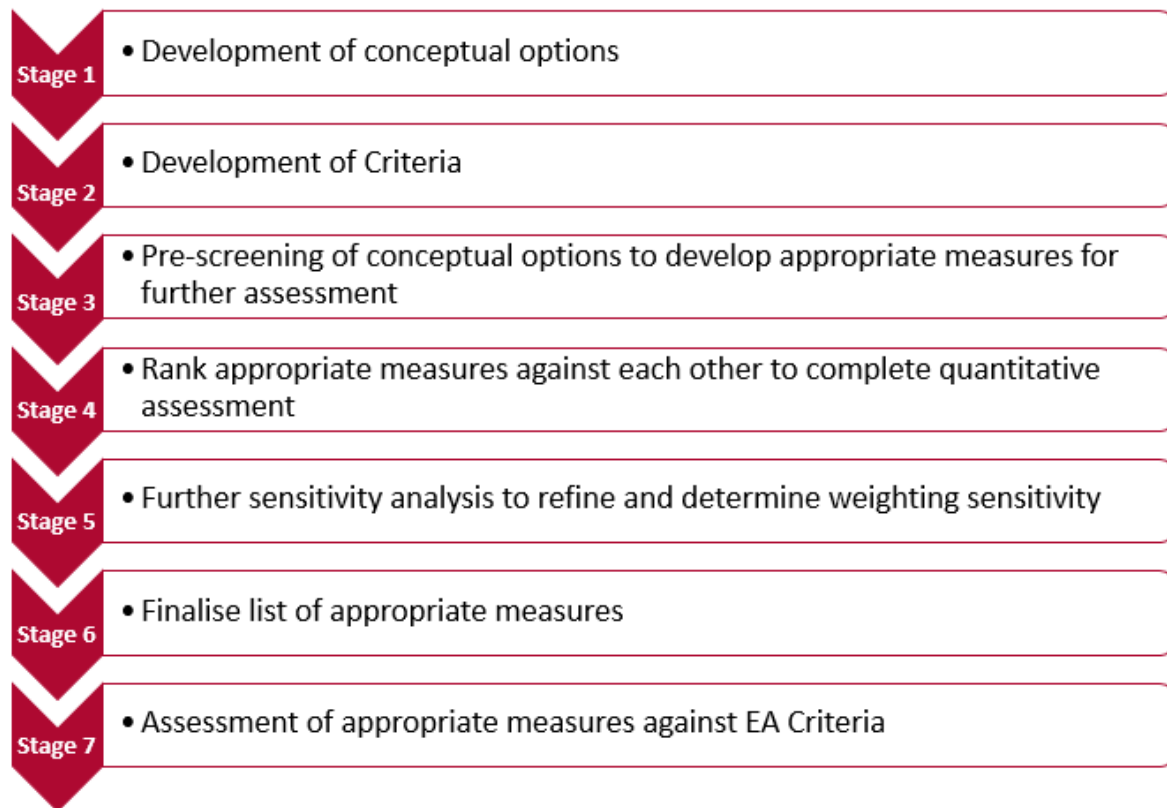 Stage 1
• Development of conceptual options
Stage 2
• Development of Criteria
Stage 3
• Pre-screening of conceptual options to develop appropriate measures for
further assessment
Stage 4
• Rank appropriate measures against each other to complete quantitative
assessment
Stage 5
• Further sensitivity analysis to refine and determine weighting sensitivity
Stage 6
• Finalise list of appropriate measures
Stage 7
• Assessment of appropriate measures against EA Criteria